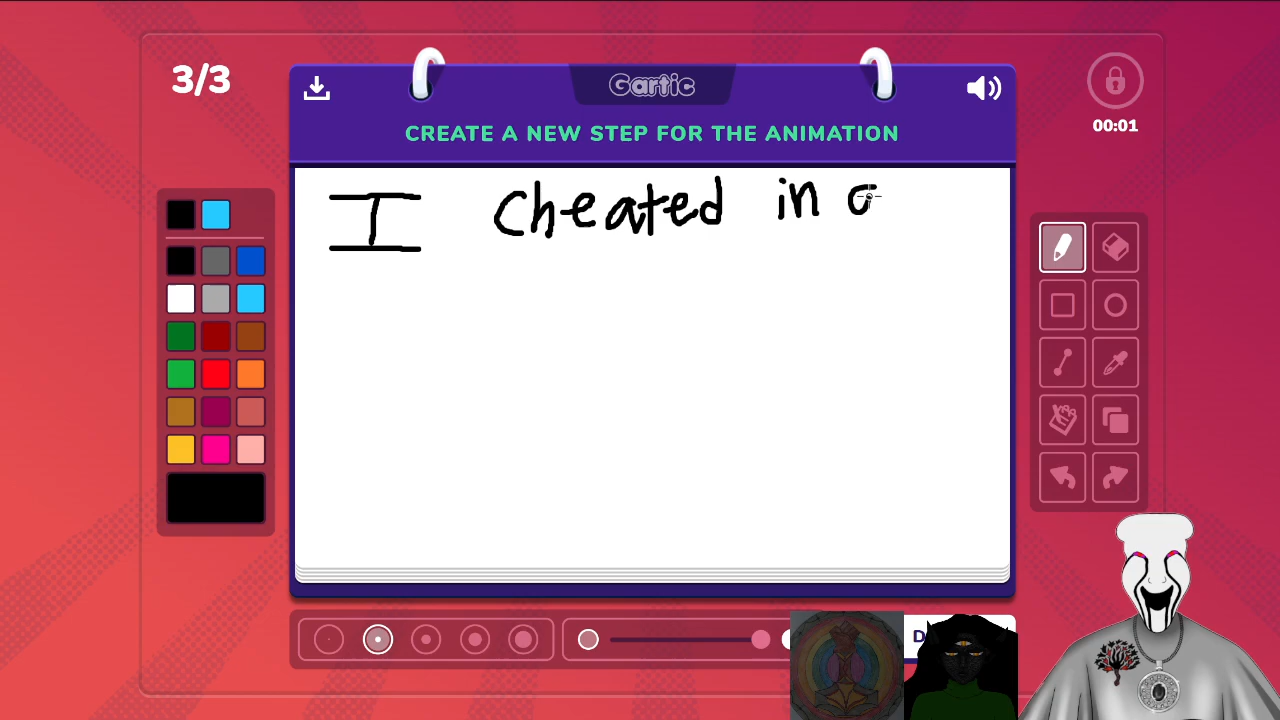 3/3
Gartic
CREATE A NEW STEP FOR THE ANIMATION
00:01
I cheated in